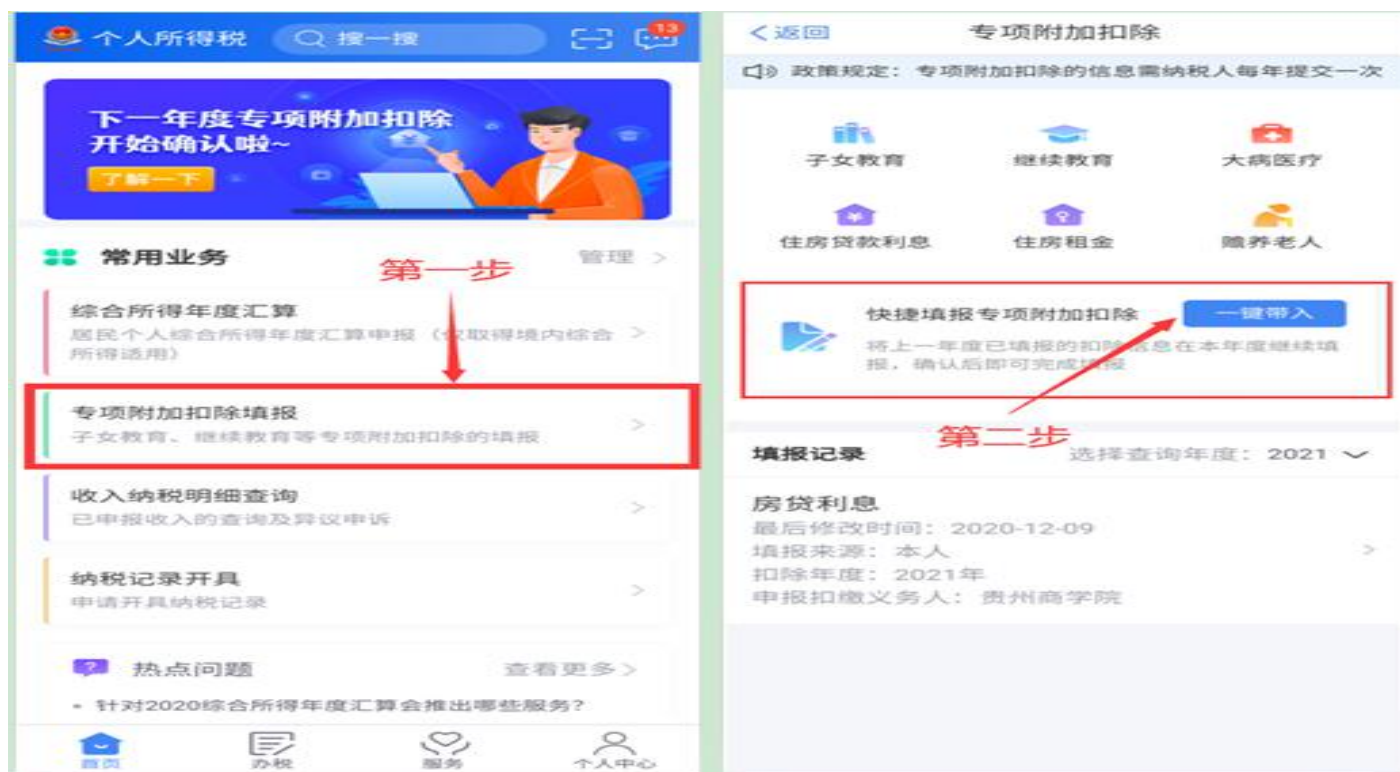 个人所得税
搜一搜
13
下一年度专项附加扣除
开始确认啦~
了解一下
常用业务
管理 >
第一步
综合所得年度汇算
居民个人综合所得年度汇算申报（仅取得境内综合
所得适用）
专项附加扣除填报
子女教育、继续教育等专项附加扣除的填报
收入纳税明细查询
已申报收入的查询及异议申诉
纳税记录开具
申请开具纳税记录
热点问题
查看更多>
• 针对2020综合所得年度汇算会推出哪些服务?
首页
办税
服务
个人中心
<返回
专项附加扣除
政策规定：专项附加扣除的信息需纳税人每年提交一次
子女教育
继续教育
大病医疗
住房贷款利息
住房租金
赡养老人
快捷填报专项附加扣除
一键带入
将上一年度已填报的扣除信息在本年度继续填
报，确认后即可完成填报
第二步
填报记录
选择查询年度：2021
房贷利息
最后修改时间：2020-12-09
填报来源：本人
扣除年度：2021年
申报扣缴义务人：贵州商学院